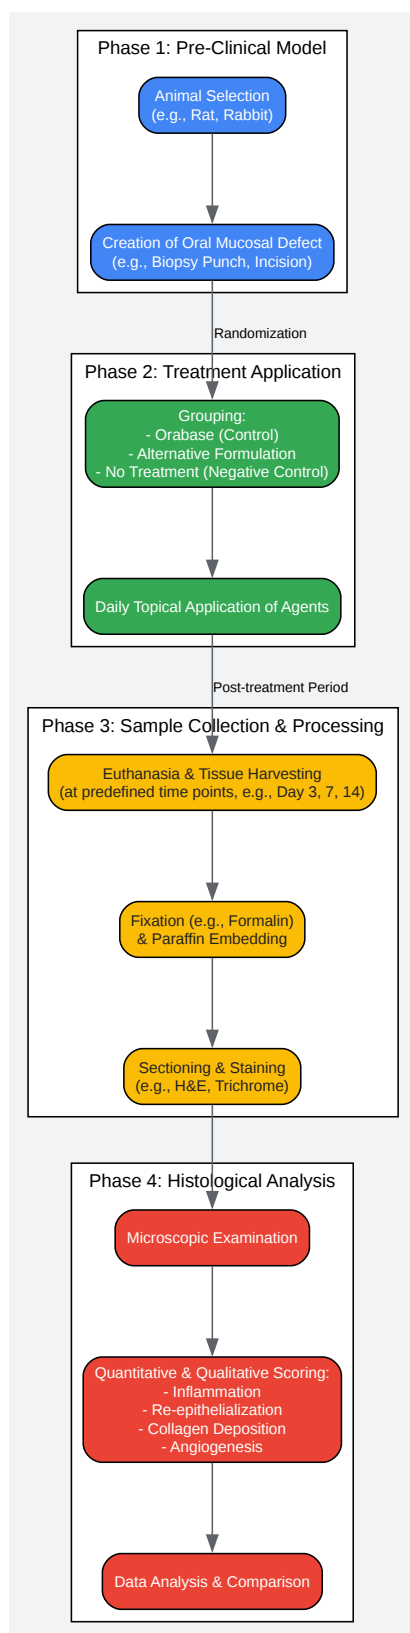 Phase 1: Pre-Clinical Model
Animal Selection
(e.g., Rat, Rabbit)
Creation of Oral Mucosal Defect
(e.g., Biopsy Punch, Incision)
Randomization
Phase 2: Treatment Application
Grouping:
- Orabase (Control)
- Alternative Formulation
- No Treatment (Negative Control)
Daily Topical Application of Agents
Post-treatment Period
Phase 3: Sample Collection & Processing
Euthanasia & Tissue Harvesting
(at predefined time points, e.g., Day 3, 7, 14)
Fixation (e.g., Formalin)
& Paraffin Embedding
Sectioning & Staining
(e.g., H&E, Trichrome)
Phase 4: Histological Analysis
Microscopic Examination
Quantitative & Qualitative Scoring:
- Inflammation
- Re-epithelialization
- Collagen Deposition
- Angiogenesis
Data Analysis & Comparison